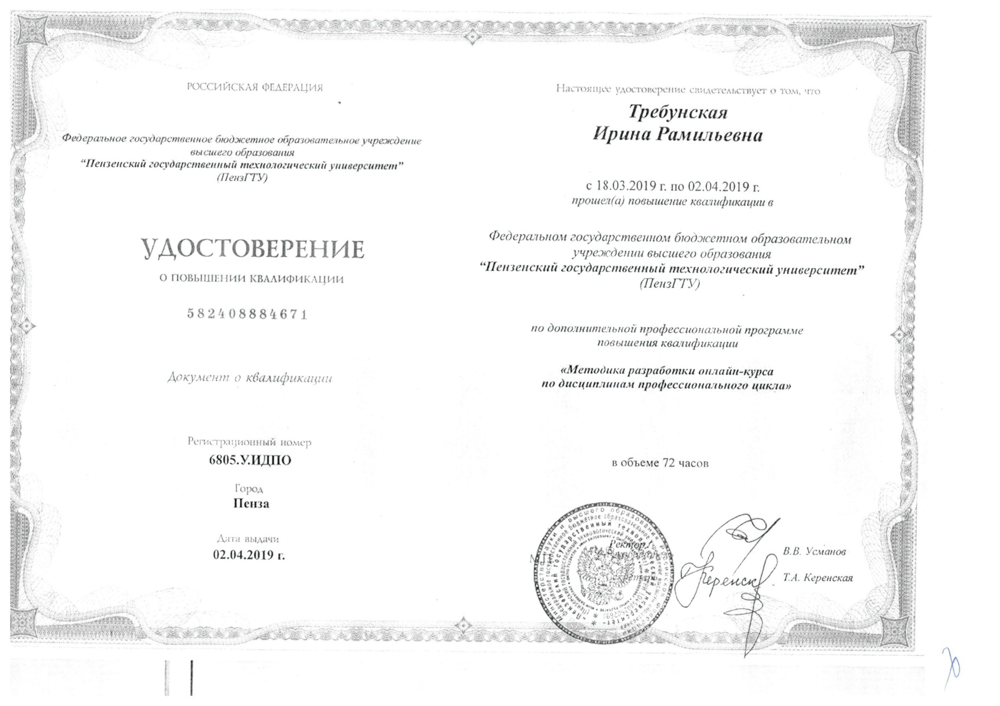 РОССИЙСКАЯ ФЕДЕРАЦИЯ
Федеральное государственное бюджетное образовательное учреждение
высшего образования
“Пензенский государственный технологический университет”
(ПензГТУ)
УДОСТОВЕРЕНИЕ
О ПОВЫШЕНИИ КВАЛИФИКАЦИИ
582408884671
Документ о квалификации
Регистрационный номер
6805.У.ИДПО
Город
Пенза
Дата выдачи
02.04.2019 г.
Настоящее удостоверение свидетельствует о том, что
Требунская
Ирина Рамильевна
с 18.03.2019 г. по 02.04.2019 г.
прошел(а) повышение квалификации в
Федеральном государственном бюджетном образовательном
учреждении высшего образования
“Пензенский государственный технологический университет”
(ПензГТУ)
по дополнительной профессиональной программе
повышения квалификации
«Методика разработки онлайн-курса
по дисциплинам профессионального цикла»
в объеме 72 часов
Ректор
В.В. Усманов
Т.А. Керенская